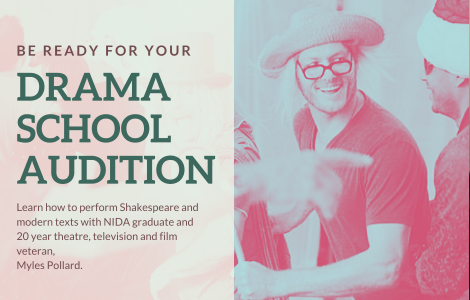 BE READY FOR YOUR
DRAMA
SCHOOL
AUDITION
Learn how to perform Shakespeare and
modern texts with NIDA graduate and
20 year theatre, television and film
veteran,
Myles Pollard.